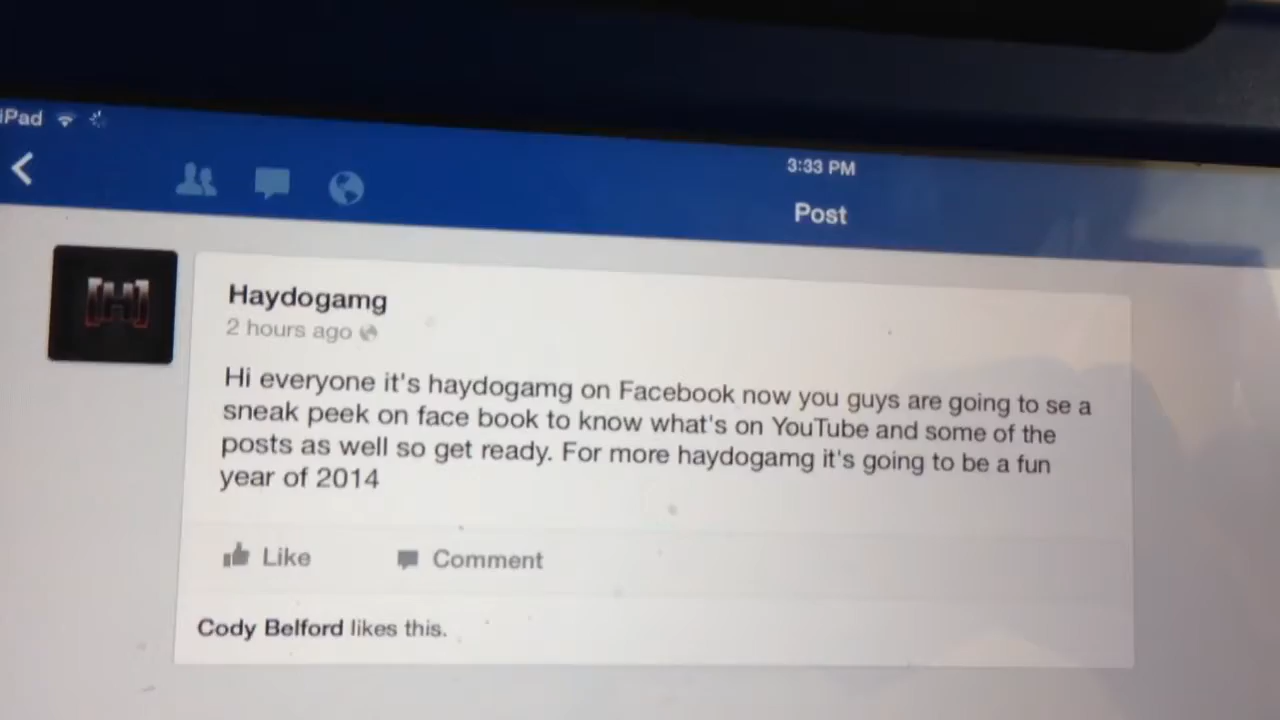 iPad
3:33 PM
Post
[H]
Haydogamg
2 hours ago
Hi everyone it's haydogamg on Facebook now you guys are going to se a
sneak peek on face book to know what's on YouTube and some of the
posts as well so get ready. For more haydogamg it's going to be a fun
year of 2014
Like
Comment
Cody Belford likes this.